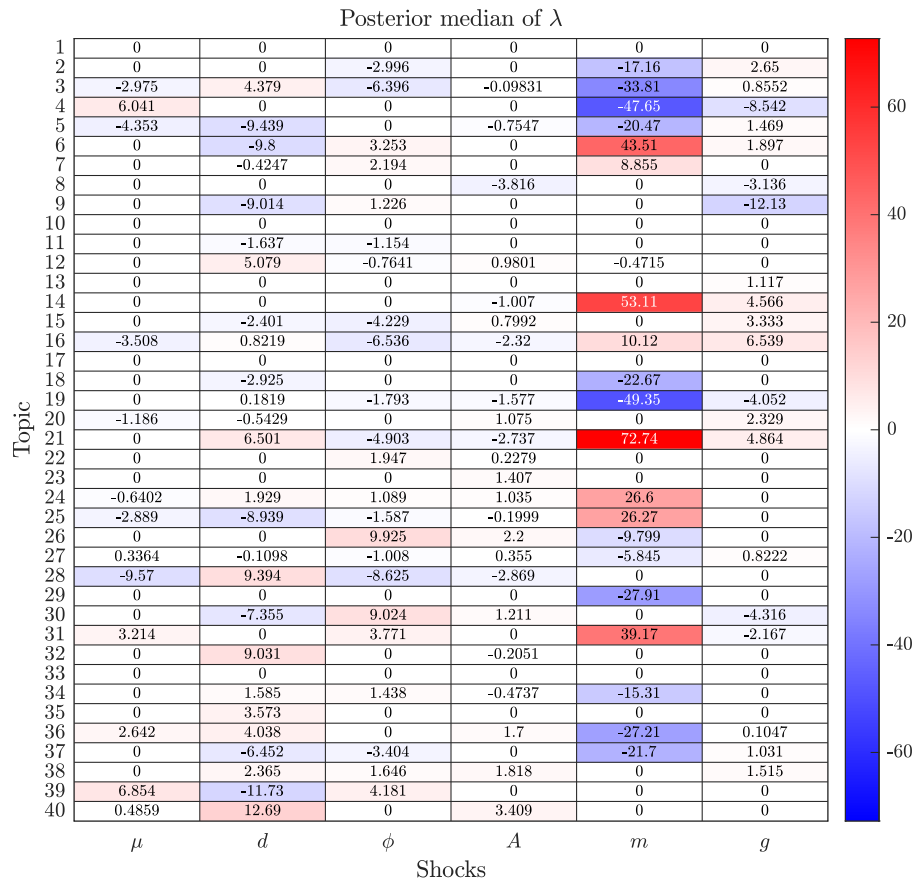 Posterior median of λ
1 0 0 0 0 0 0
2 0 0 -2.996 0 -17.16 2.65
3 -2.975 4.379 -6.396 -0.09831 -33.81 0.8552
4 6.041 0 0 0 -47.65 -8.542
5 -4.353 -9.439 0 -0.7547 -20.47 1.469
6 0 -9.8 3.253 0 43.51 1.897
7 0 -0.4247 2.194 0 8.855 0
8 0 0 0 -3.816 0 -3.136
9 0 -9.014 1.226 0 0 -12.13
10 0 0 0 0 0 0
11 0 -1.637 -1.154 0 0 0
12 0 5.079 -0.7641 0.9801 -0.4715 0
13 0 0 0 0 0 1.117
14 0 0 0 -1.007 53.11 4.566
15 0 -2.401 -4.229 0.7992 0 3.333
16 -3.508 0.8219 -6.536 -2.32 10.12 6.539
17 0 0 0 0 0 0
18 0 -2.925 0 0 -22.67 0
19 0 0.1819 -1.793 -1.577 -49.35 -4.052
20 -1.186 -0.5429 0 1.075 0 2.329
21 0 6.501 -4.903 -2.737 72.74 4.864
22 0 0 1.947 0.2279 0 0
23 0 0 0 1.407 0 0
24 -0.6402 1.929 1.089 1.035 26.6 0
25 -2.889 -8.939 -1.587 -0.1999 26.27 0
26 0 0 9.925 2.2 -9.799 0
27 0.3364 -0.1098 -1.008 0.355 -5.845 0.8222
28 -9.57 9.394 -8.625 -2.869 0 0
29 0 0 0 0 -27.91 0
30 0 -7.355 9.024 1.211 0 -4.316
31 3.214 0 3.771 0 39.17 -2.167
32 0 9.031 0 -0.2051 0 0
33 0 0 0 0 0 0
34 0 1.585 1.438 -0.4737 -15.31 0
35 0 3.573 0 0 0 0
36 2.642 4.038 0 1.7 -27.21 0.1047
37 0 -6.452 -3.404 0 -21.7 1.031
38 0 2.365 1.646 1.818 0 1.515
39 6.854 -11.73 4.181 0 0 0
40 0.4859 12.69 0 3.409 0 0
μ d ϕ A m g
Shocks
Topic
60
40
20
0
-20
-40
-60